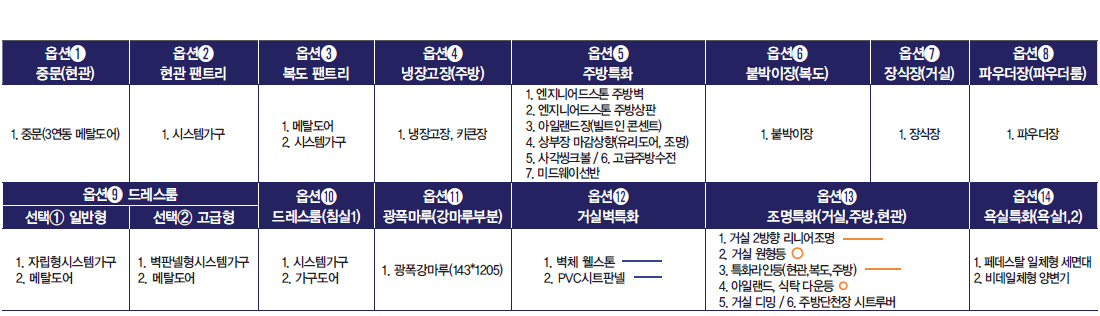 옵션❶
중문(현관)
옵션❷
현관 팬트리
옵션❸
복도 팬트리
옵션❹
냉장고장(주방)
옵션❺
주방특화
옵션❻
붙박이장(복도)
옵션❼
장식장(거실)
옵션❽
파우더장(파우더룸)
1. 중문(3연동 메탈도어)
1. 시스템가구
1. 메탈도어
2. 시스템가구
1. 냉장고장, 키큰장
1. 엔지니어드스톤 주방벽
2. 엔지니어드스톤 주방상판
3. 아일랜드장(빌트인 콘센트)
4. 상부장 마감상향(유리도어, 조명)
5. 사각씽크볼 / 6. 고급주방수전
7. 미드웨이선반
1. 붙박이장
1. 장식장
1. 파우더장
옵션❾ 드레스룸
선택① 일반형
선택② 고급형
옵션❿
드레스룸(침실1)
옵션⓫
광폭마루(강마루부분)
옵션⓬
거실벽특화
옵션⓭
조명특화(거실,주방,현관)
옵션⓮
욕실특화(욕실1,2)
1. 자립형시스템가구
2. 메탈도어
1. 벽판넬형시스템가구
2. 메탈도어
1. 시스템가구
2. 가구도어
1. 광폭강마루(143*1205)
1. 벽체 웰스톤
2. PVC시트판넬
1. 거실 2방향 리니어조명
2. 거실 원형등
3. 특화라인등(현관,복도,주방)
4. 아일랜드, 식탁 다운등
5. 거실 디밍 / 6. 주방단천장 시트루버
1. 페데스탈 일체형 세면대
2. 비데일체형 양변기